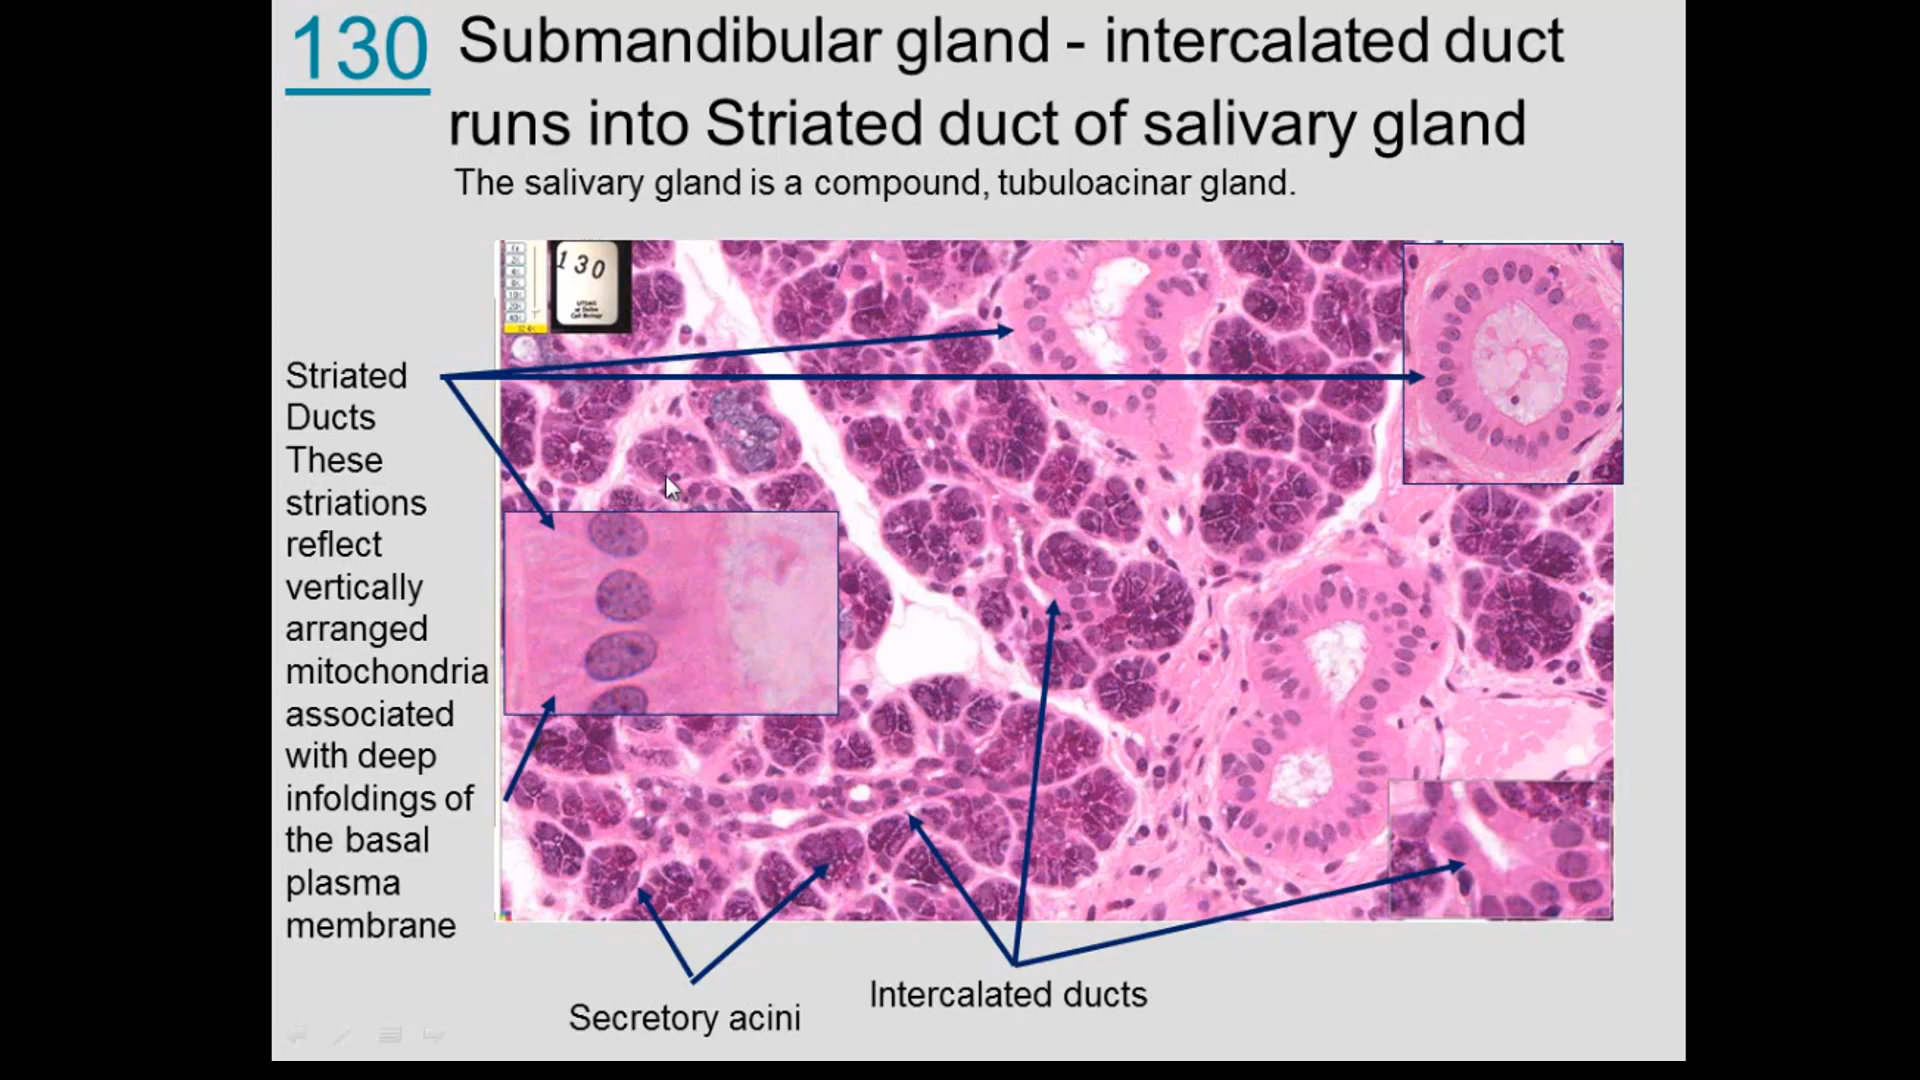 130 Submandibular gland - intercalated duct
runs into Striated duct of salivary gland
The salivary gland is a compound, tubuloacinar gland.
130
Striated
Ducts
These
striations
reflect
vertically
arranged
mitochondria
associated
with deep
infoldings of
the basal
plasma
membrane
Intercalated ducts
Secretory acini